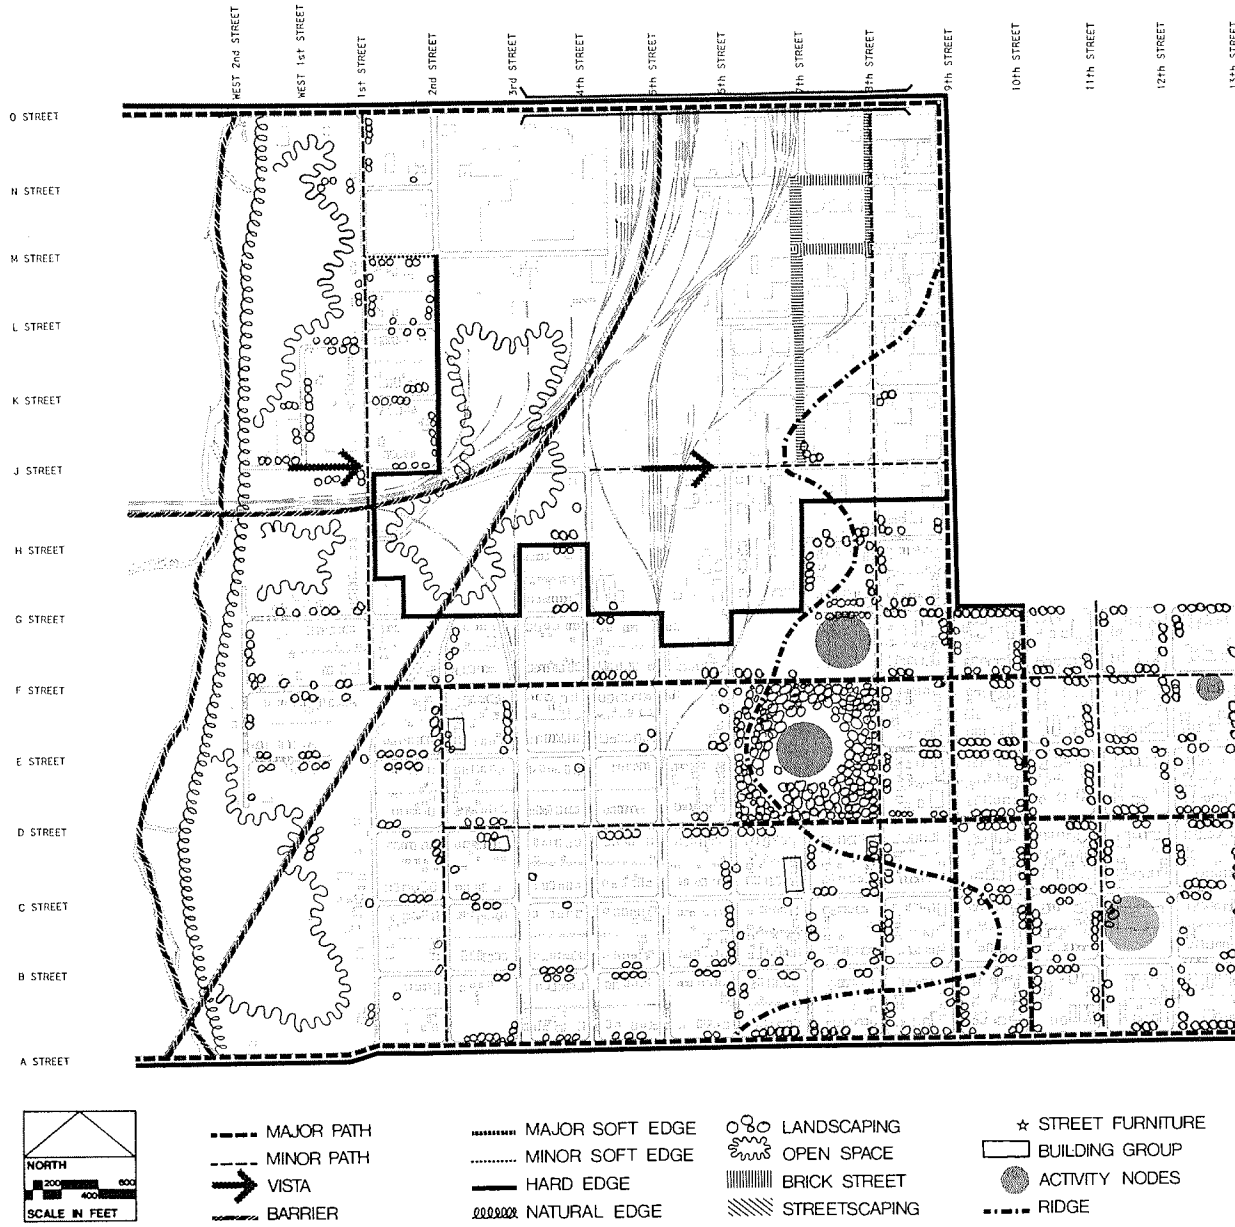 WEST 2nd STREET
WEST 1st STREET
1st STREET
2nd STREET
3rd STREET
4th STREET
5th STREET
6th STREET
7th STREET
8th STREET
9th STREET
10th STREET
11th STREET
12th STREET
13th STREET
O STREET
N STREET
M STREET
L STREET
K STREET
J STREET
H STREET
G STREET
F STREET
E STREET
D STREET
C STREET
B STREET
A STREET
NORTH
200 600
400
SCALE IN FEET
MAJOR PATH
MINOR PATH
VISTA
BARRIER
MAJOR SOFT EDGE
MINOR SOFT EDGE
HARD EDGE
NATURAL EDGE
LANDSCAPING
OPEN SPACE
BRICK STREET
STREETSCAPING
STREET FURNITURE
BUILDING GROUP
ACTIVITY NODES
RIDGE